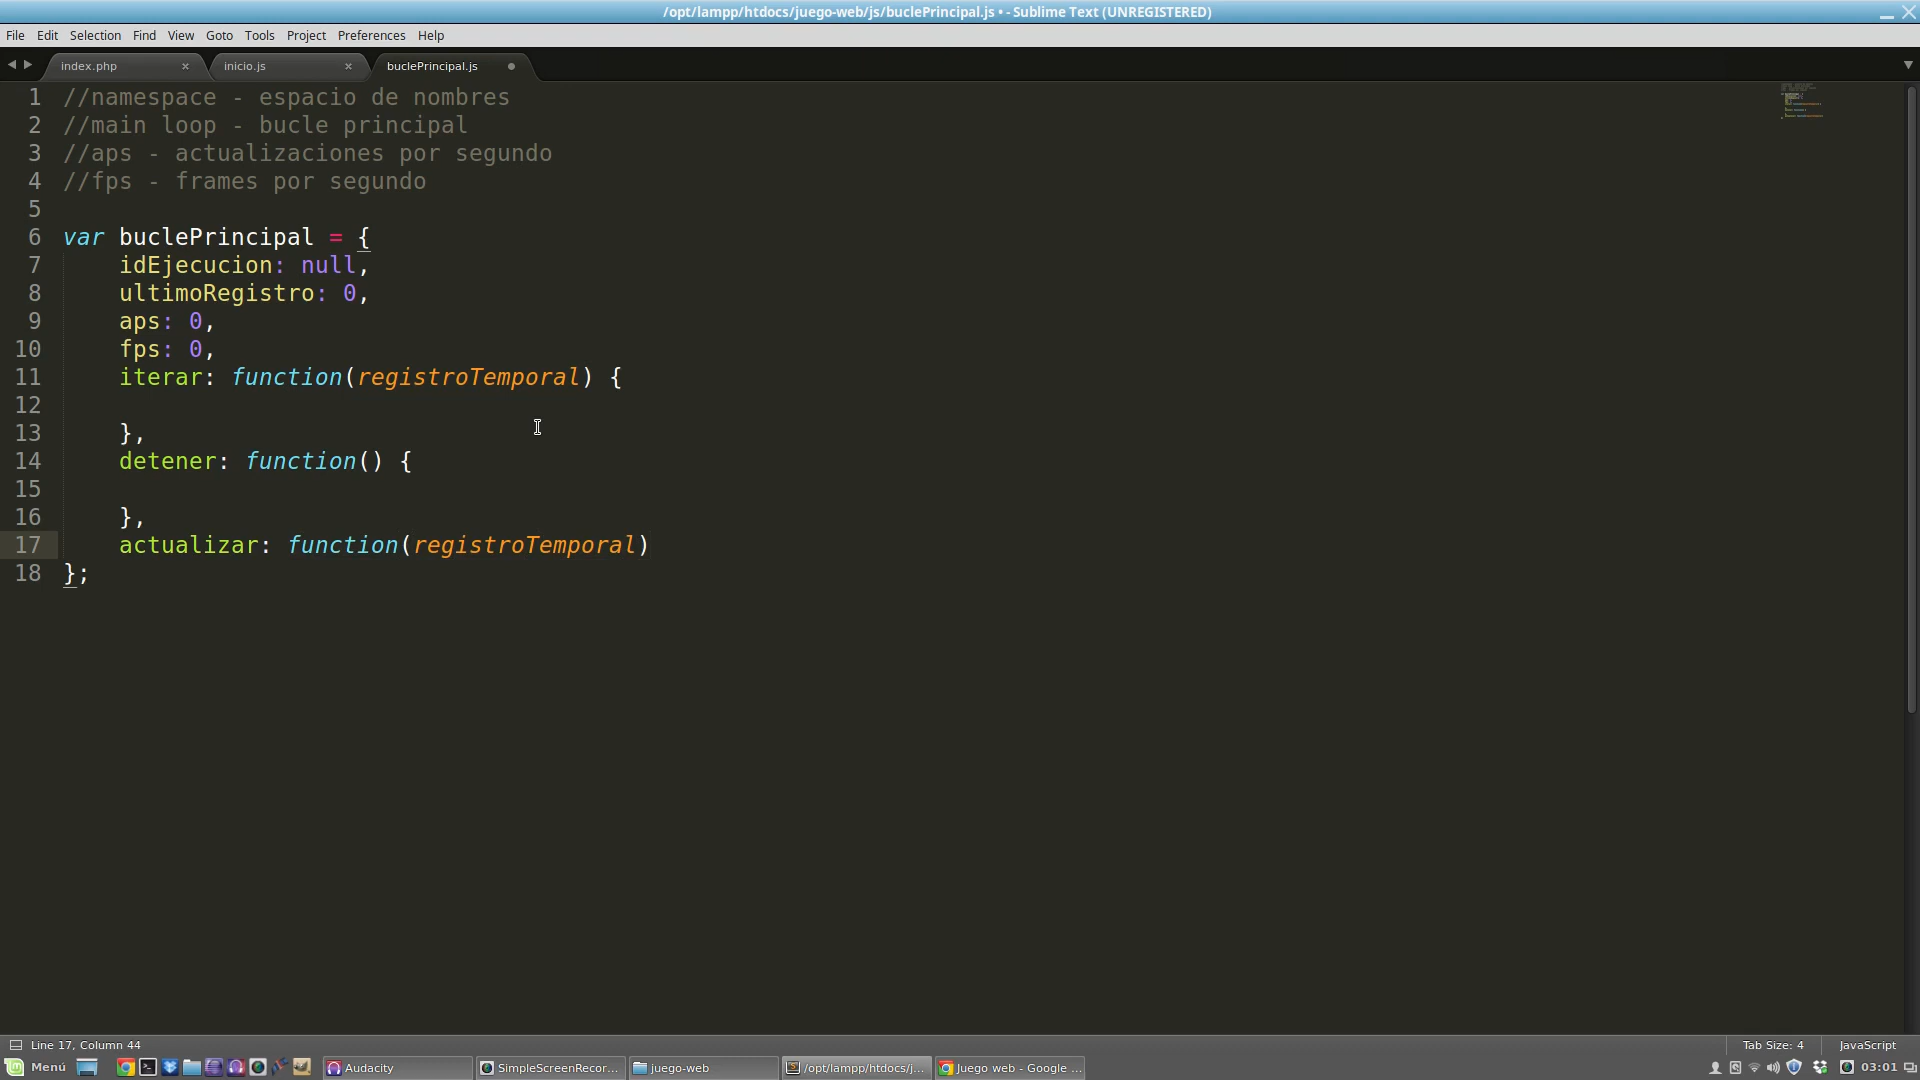 /opt/lampp/htdocs/juego-web/js/buclePrincipal.js • - Sublime Text (UNREGISTERED)
File Edit Selection Find View Goto Tools Project Preferences Help
index.php × inicio.js × buclePrincipal.js
1 //namespace - espacio de nombres
2 //main loop - bucle principal
3 //aps - actualizaciones por segundo
4 //fps - frames por segundo
5
6 var buclePrincipal = {
7 idEjecucion: null,
8 ultimoRegistro: 0,
9 aps: 0,
10 fps: 0,
11 iterar: function(registroTemporal) {
12
13 },
14 detener: function() {
15
16 },
17 actualizar: function(registroTemporal)
18 };
Line 17, Column 44 Tab Size: 4 JavaScript
Menú Audacity SimpleScreenRecor... juego-web /opt/lampp/htdocs/j... Juego web - Google ... 03:01